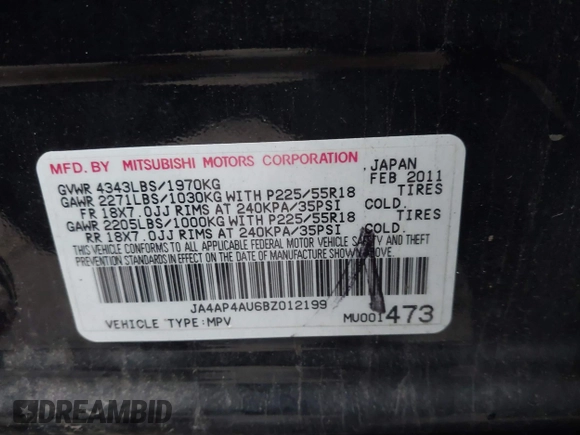 MFD. BY MITSUBISHI MOTORS CORPORATION, JAPAN
GVWR 4343LBS/1970KG FEB 2011
GAWR 2271LBS/1030KG WITH P225/55R18 TIRES
FR 18X7.0JJ RIMS AT 240KPA/35PSI COLD.
GAWR 2205LBS/1000KG WITH P225/55R18 TIRES
RR 18X7.0JJ RIMS AT 240KPA/35PSI COLD.
THIS VEHICLE CONFORMS TO ALL APPLICABLE FEDERAL MOTOR VEHICLE SAFETY AND THEFT
PREVENTION STANDARDS IN EFFECT ON THE DATE OF MANUFACTURE SHOWN ABOVE.
JA4AP4AU6BZ012199
VEHICLE TYPE:MPV MU001473
DREAMBID